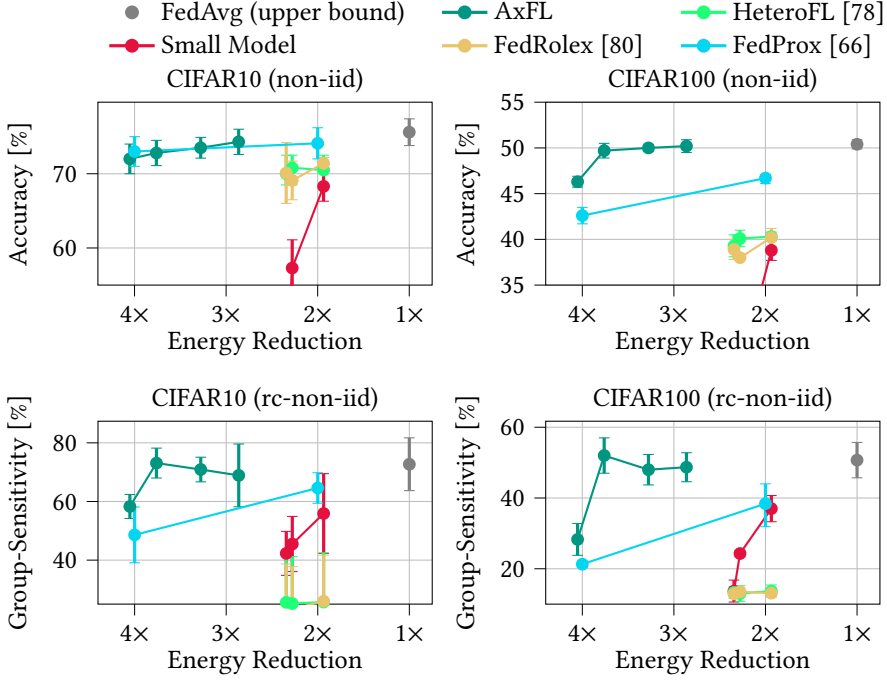 FedAvg (upper bound) AxFL HeteroFL [78]
Small Model FedRolex [80] FedProx [66]
CIFAR10 (non-iid)
Accuracy [%]
70
60
4× 3× 2× 1×
Energy Reduction
CIFAR100 (non-iid)
Accuracy [%]
55
50
45
40
35
4× 3× 2× 1×
Energy Reduction
CIFAR10 (rc-non-iid)
Group-Sensitivity [%]
80
60
40
4× 3× 2× 1×
Energy Reduction
CIFAR100 (rc-non-iid)
Group-Sensitivity [%]
60
40
20
4× 3× 2× 1×
Energy Reduction